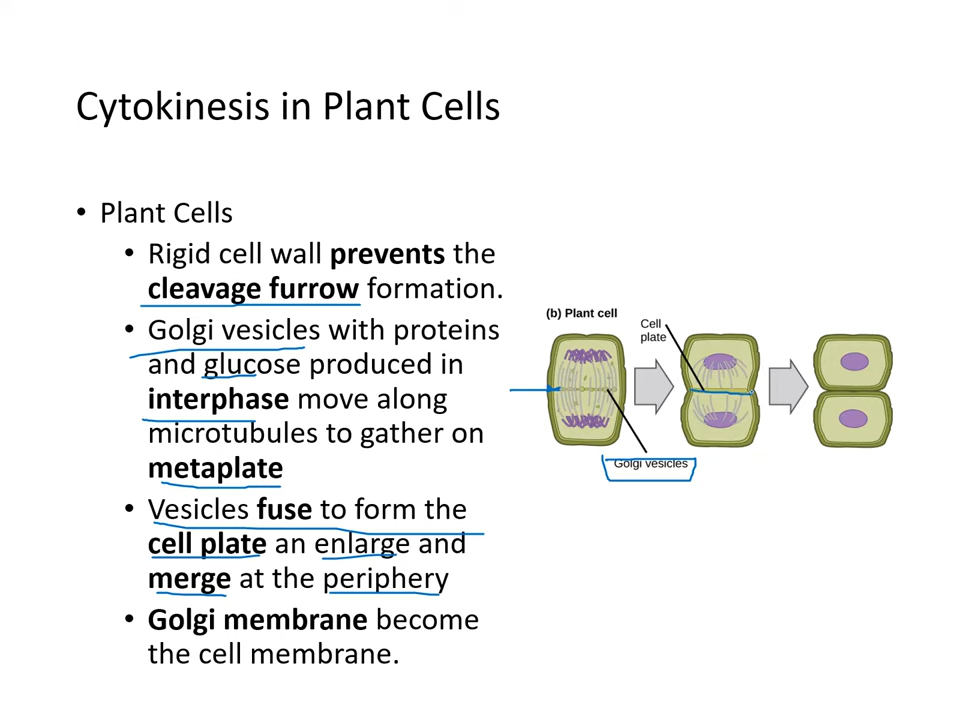 Cytokinesis in Plant Cells
• Plant Cells
• Rigid cell wall prevents the
cleavage furrow formation.
• Golgi vesicles with proteins
and glucose produced in
interphase move along
microtubules to gather on
metaplate
• Vesicles fuse to form the
cell plate an enlarge and
merge at the periphery
• Golgi membrane become
the cell membrane.
(b) Plant cell
Cell
plate
Golgi vesicles